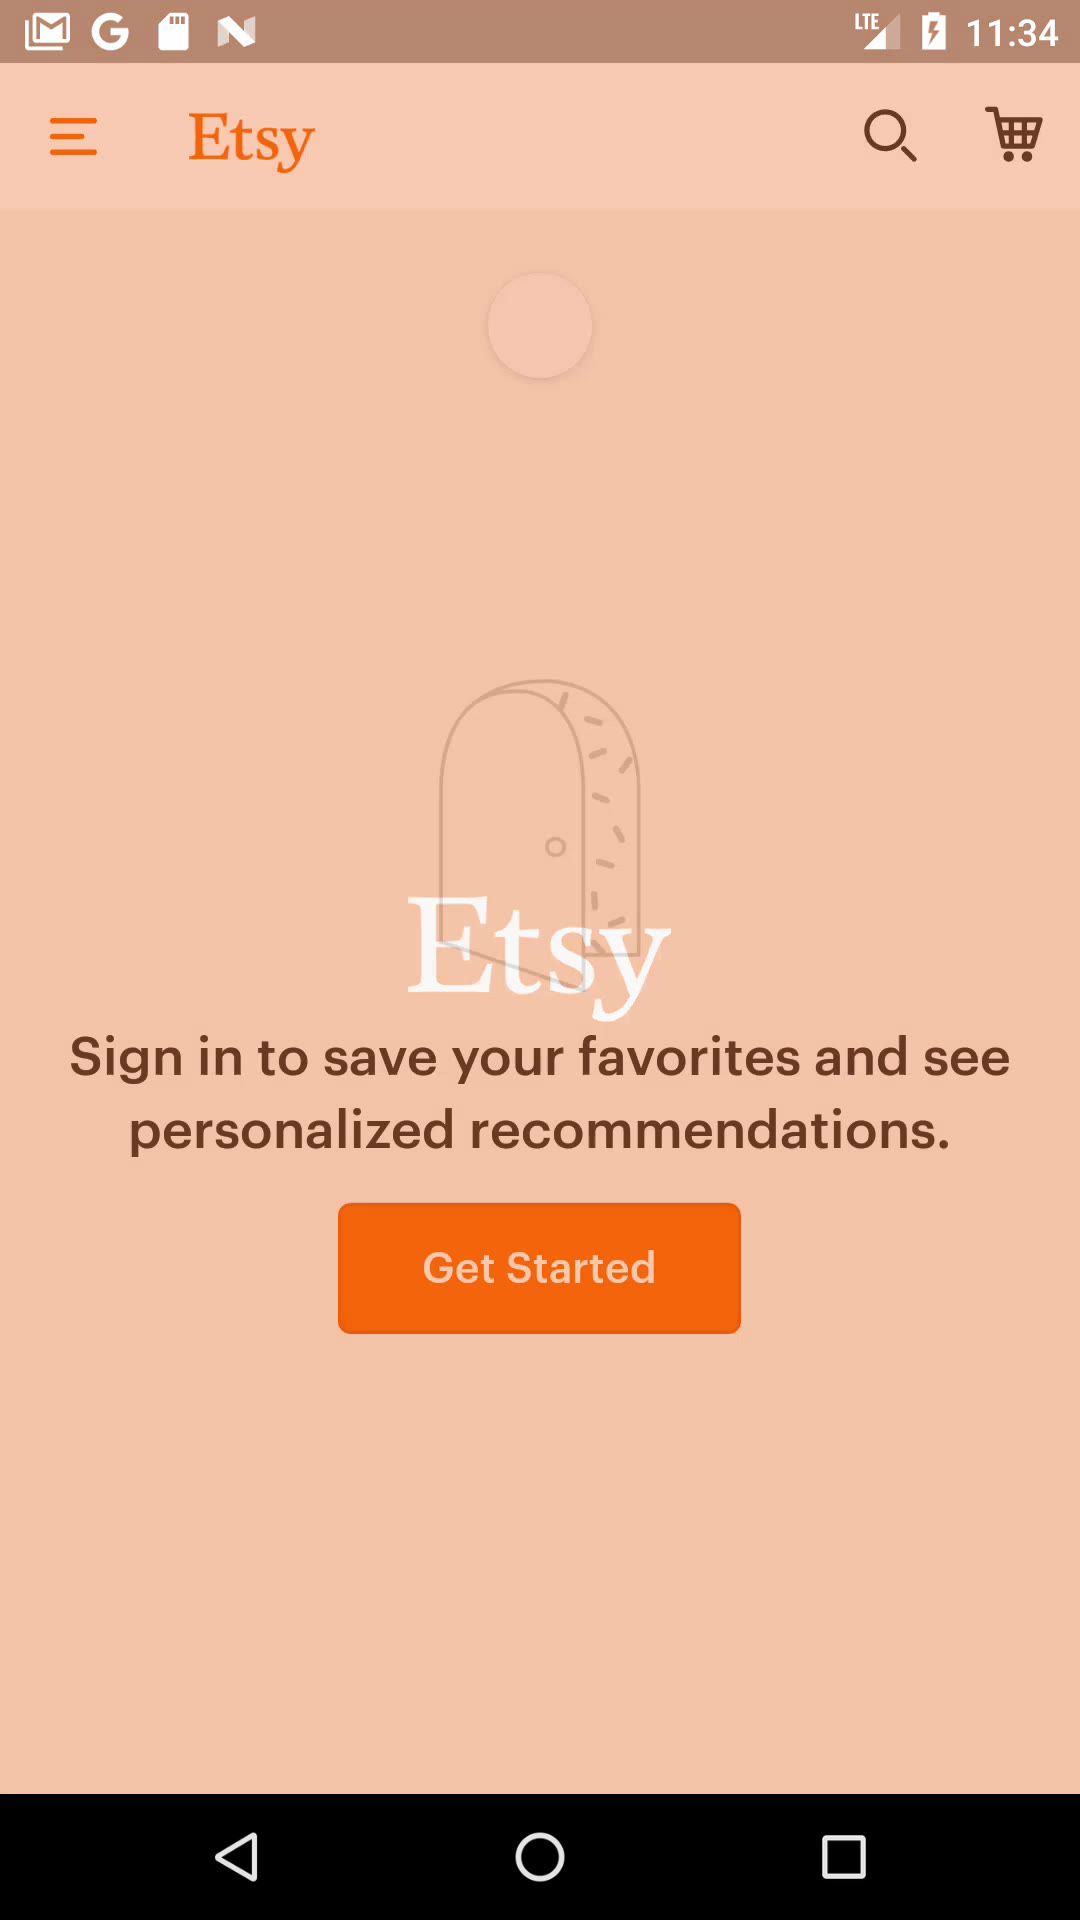 LTE 11:34
Etsy
Etsy
Sign in to save your favorites and see
personalized recommendations.
Get Started